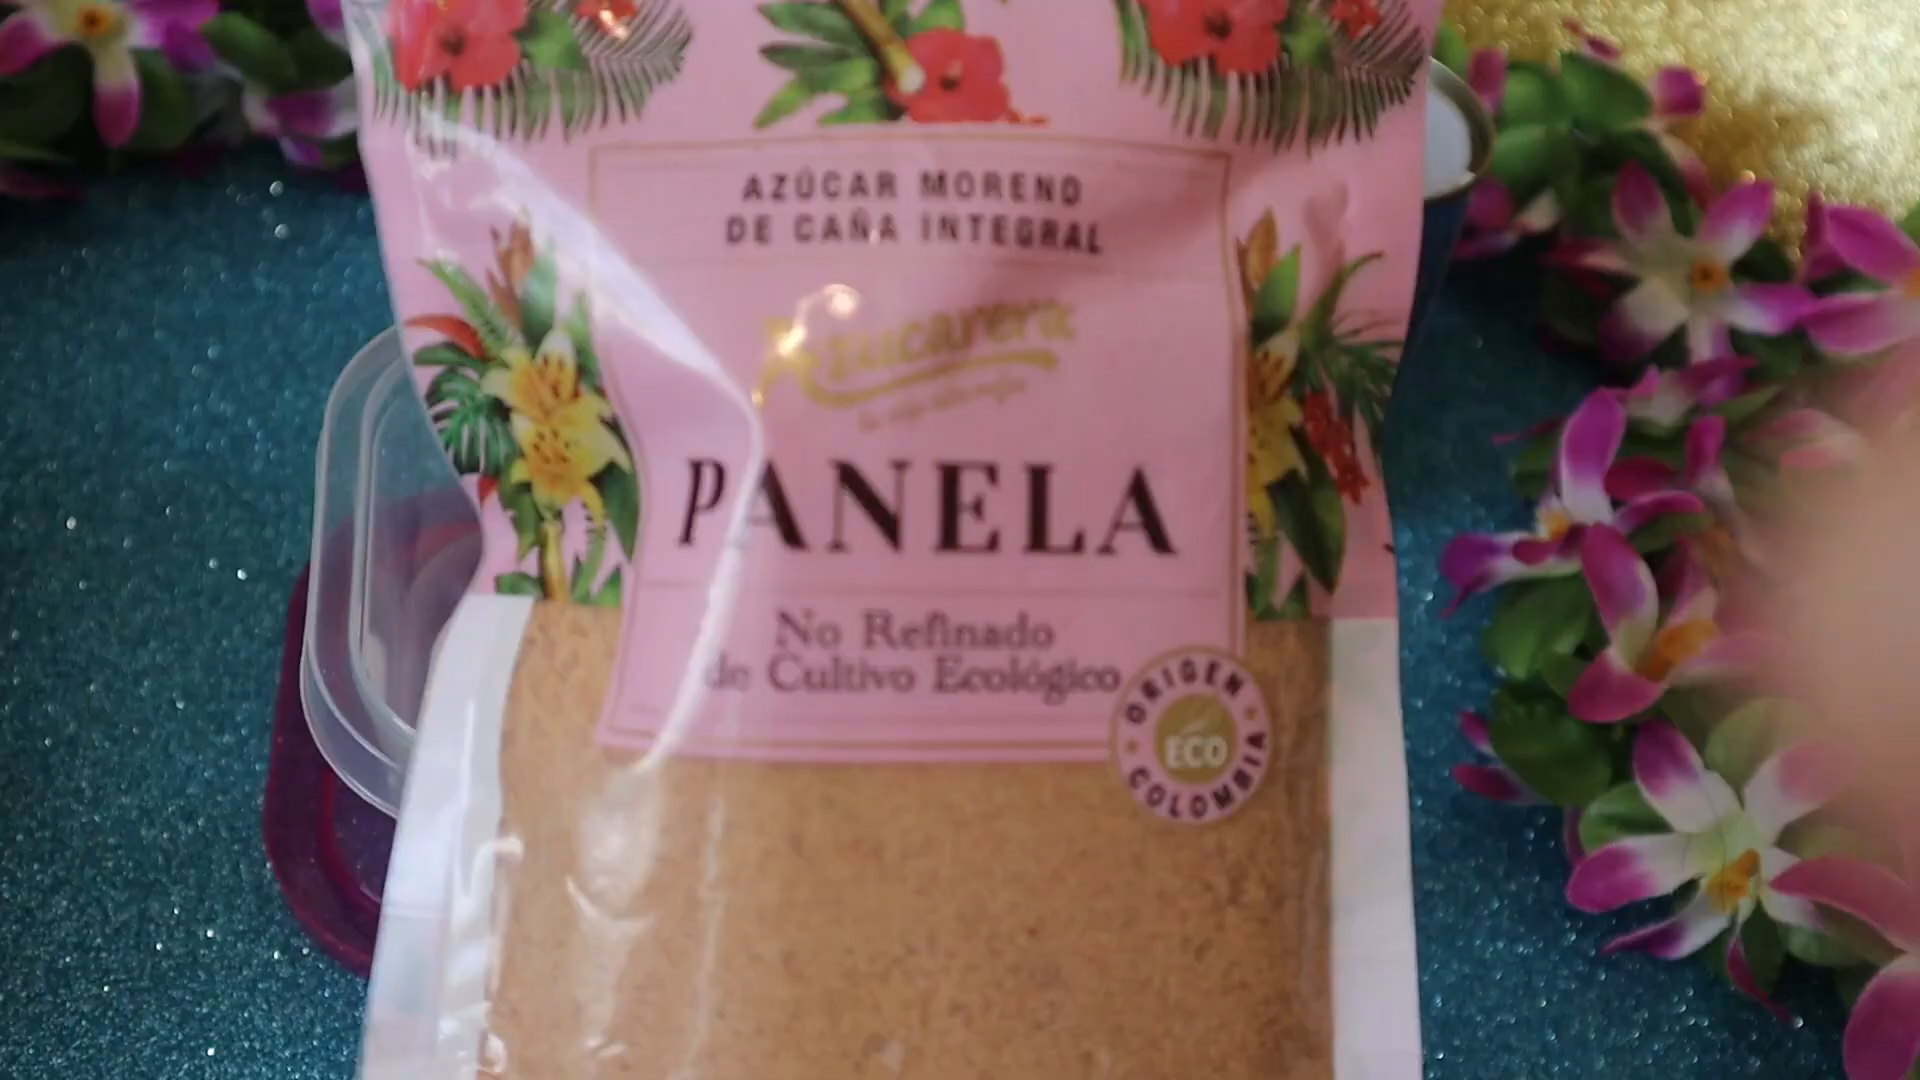 AZÚCAR MORENO
DE CAÑA INTEGRAL
Azucarera
PANELA
No Refinado
de Cultivo Ecológico
ORIGEN
ECO
COLOMBIA